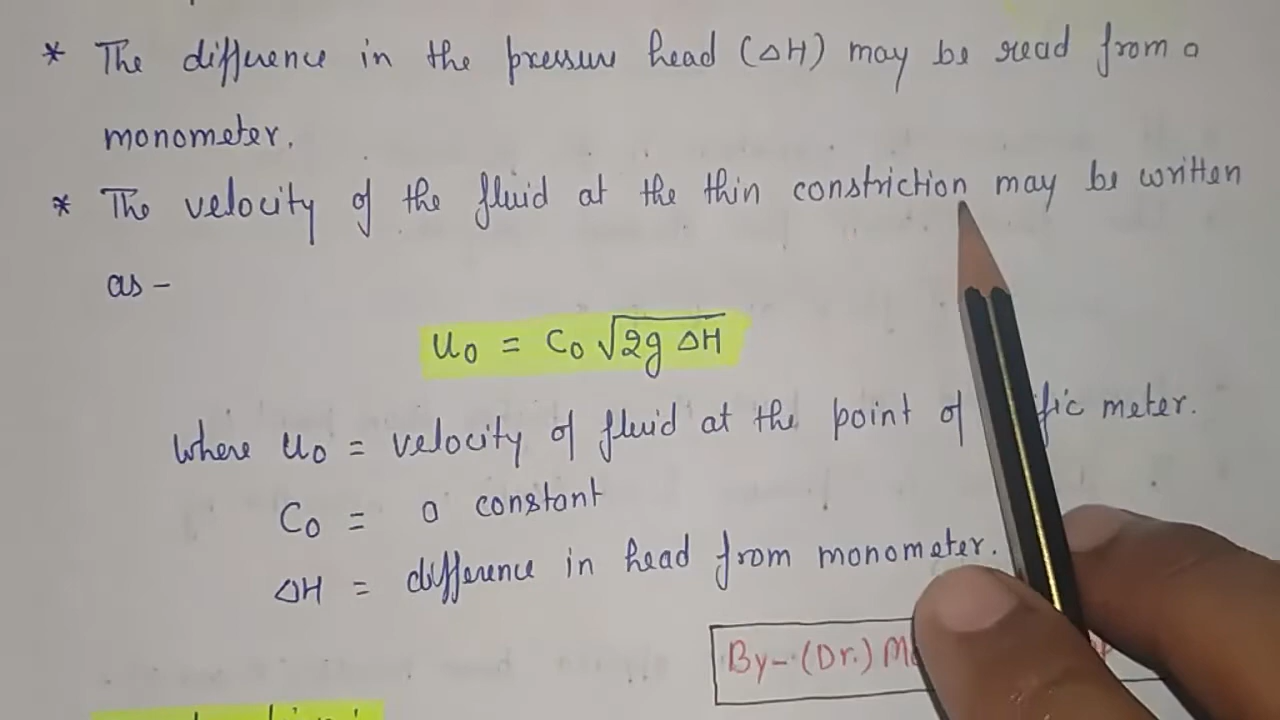 * The difference in the pressure head (ΔH) may be read from a
monometer.
* The velocity of the fluid at the thin constriction may be written
as -
u₀ = C₀ √2g ΔH
where u₀ = velocity of fluid at the point of meter.
C₀ = a constant
ΔH = difference in head from monometer.
By - (Dr.)